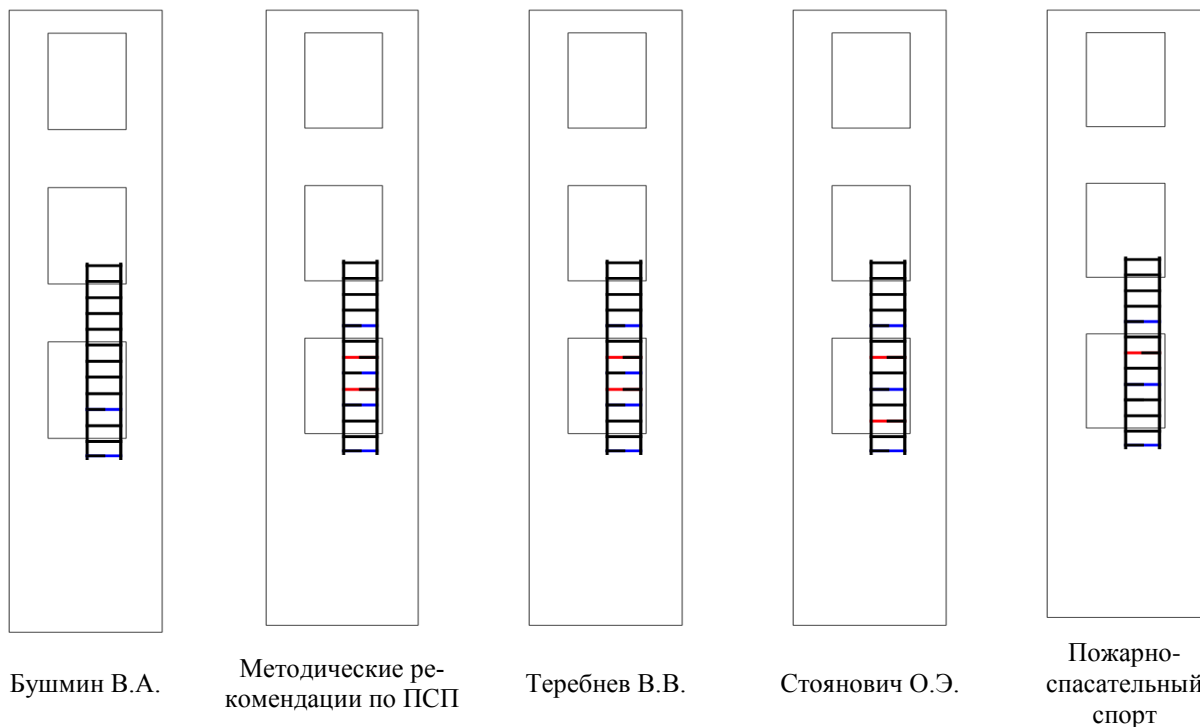 Бушмин В.А.
Методические ре-
комендации по ПСП
Теребнев В.В.
Стоянович О.Э.
Пожарно-
спасательный
спорт